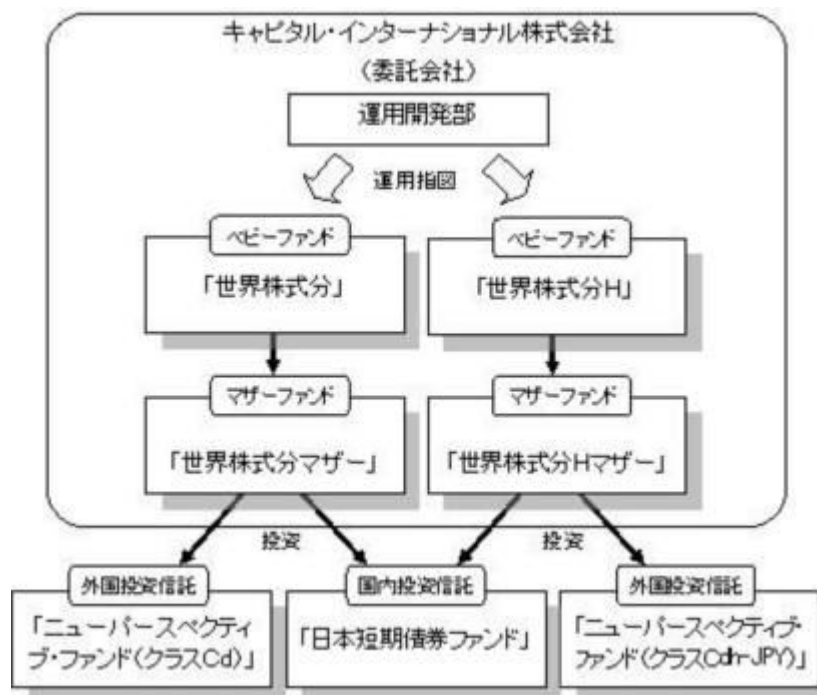 キャピタル・インターナショナル株式会社
（委託会社）
運用開発部
運用指図
ベビーファンド
「世界株式分」
ベビーファンド
「世界株式分H」
マザーファンド
「世界株式分マザー」
マザーファンド
「世界株式分Hマザー」
投資
投資
外国投資信託
「ニューパースペクティ
ブ・ファンド(クラスCd)」
国内投資信託
「日本短期債券ファンド」
外国投資信託
「ニューパースペクティブ・
ファンド(クラスCdh-JPY)」